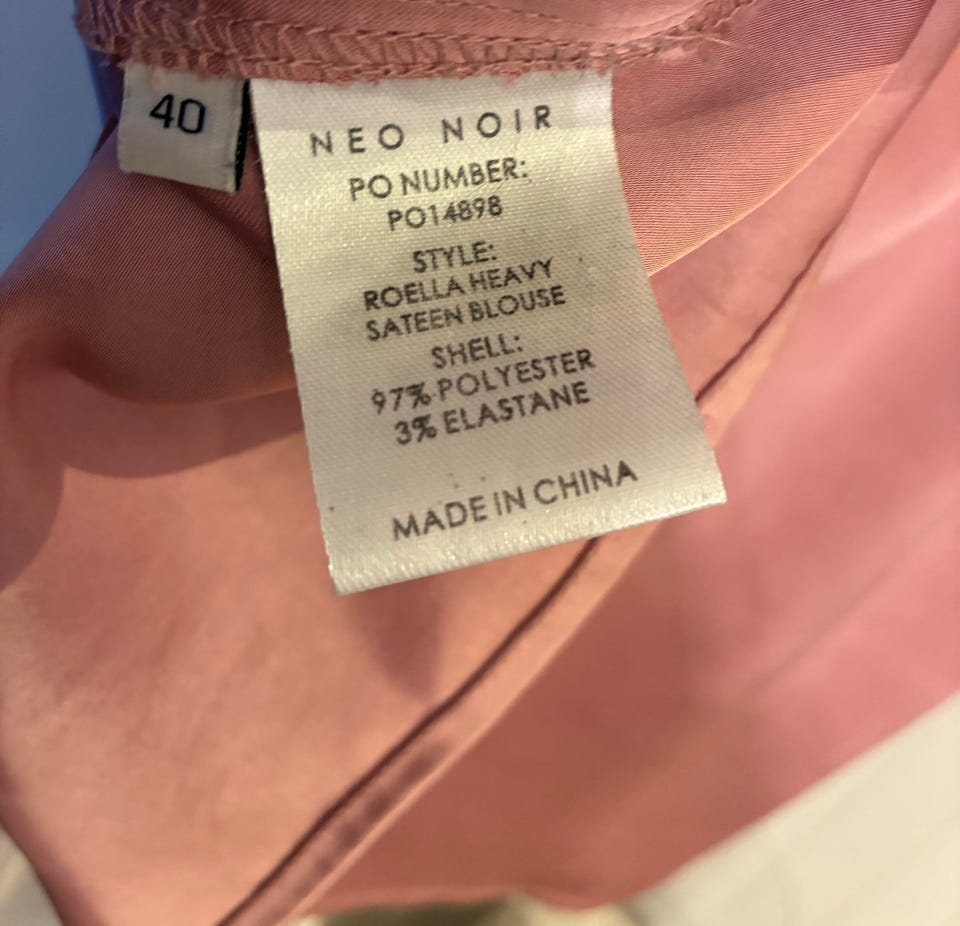 40
NEO NOIR
PO NUMBER:
PO14898
STYLE:
ROELLA HEAVY
SATEEN BLOUSE
SHELL:
97% POLYESTER
3% ELASTANE
MADE IN CHINA